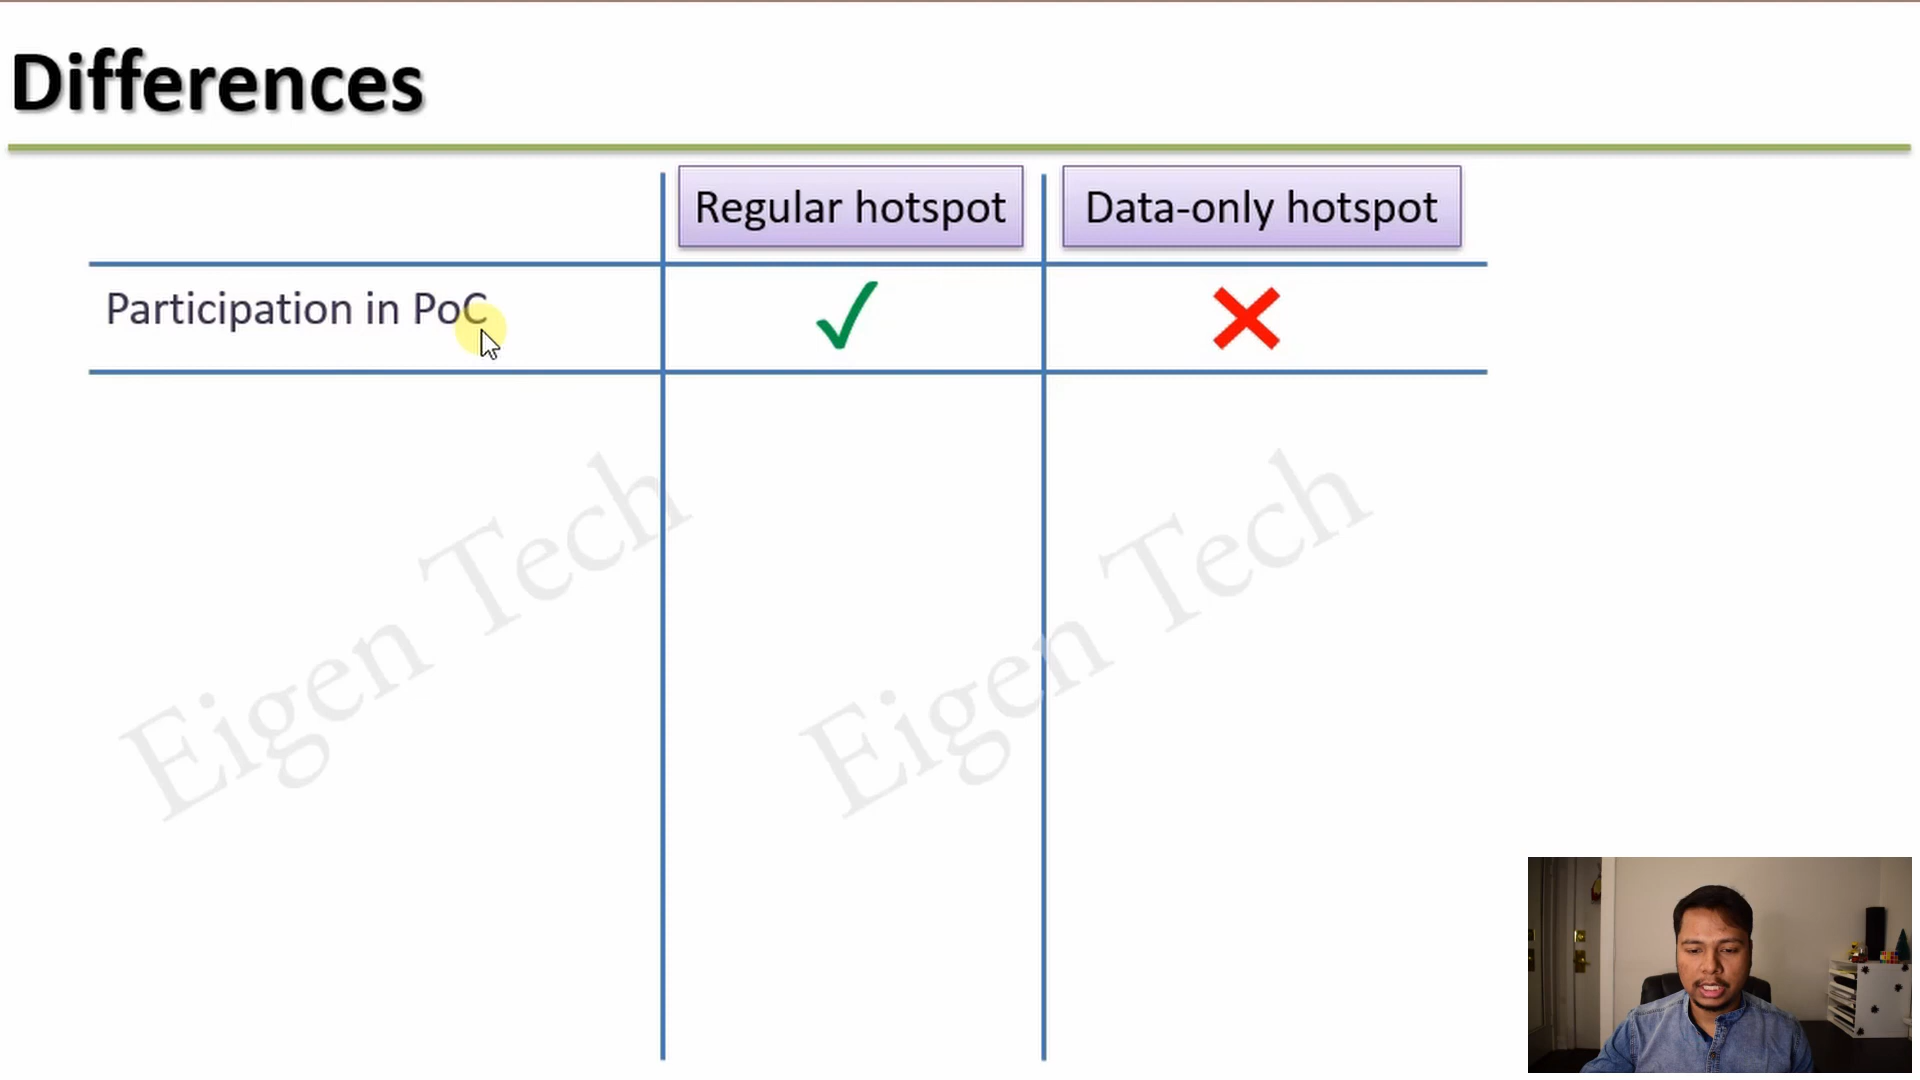 Differences
Regular hotspot
Data-only hotspot
Participation in PoC
Eigen Tech
Eigen Tech